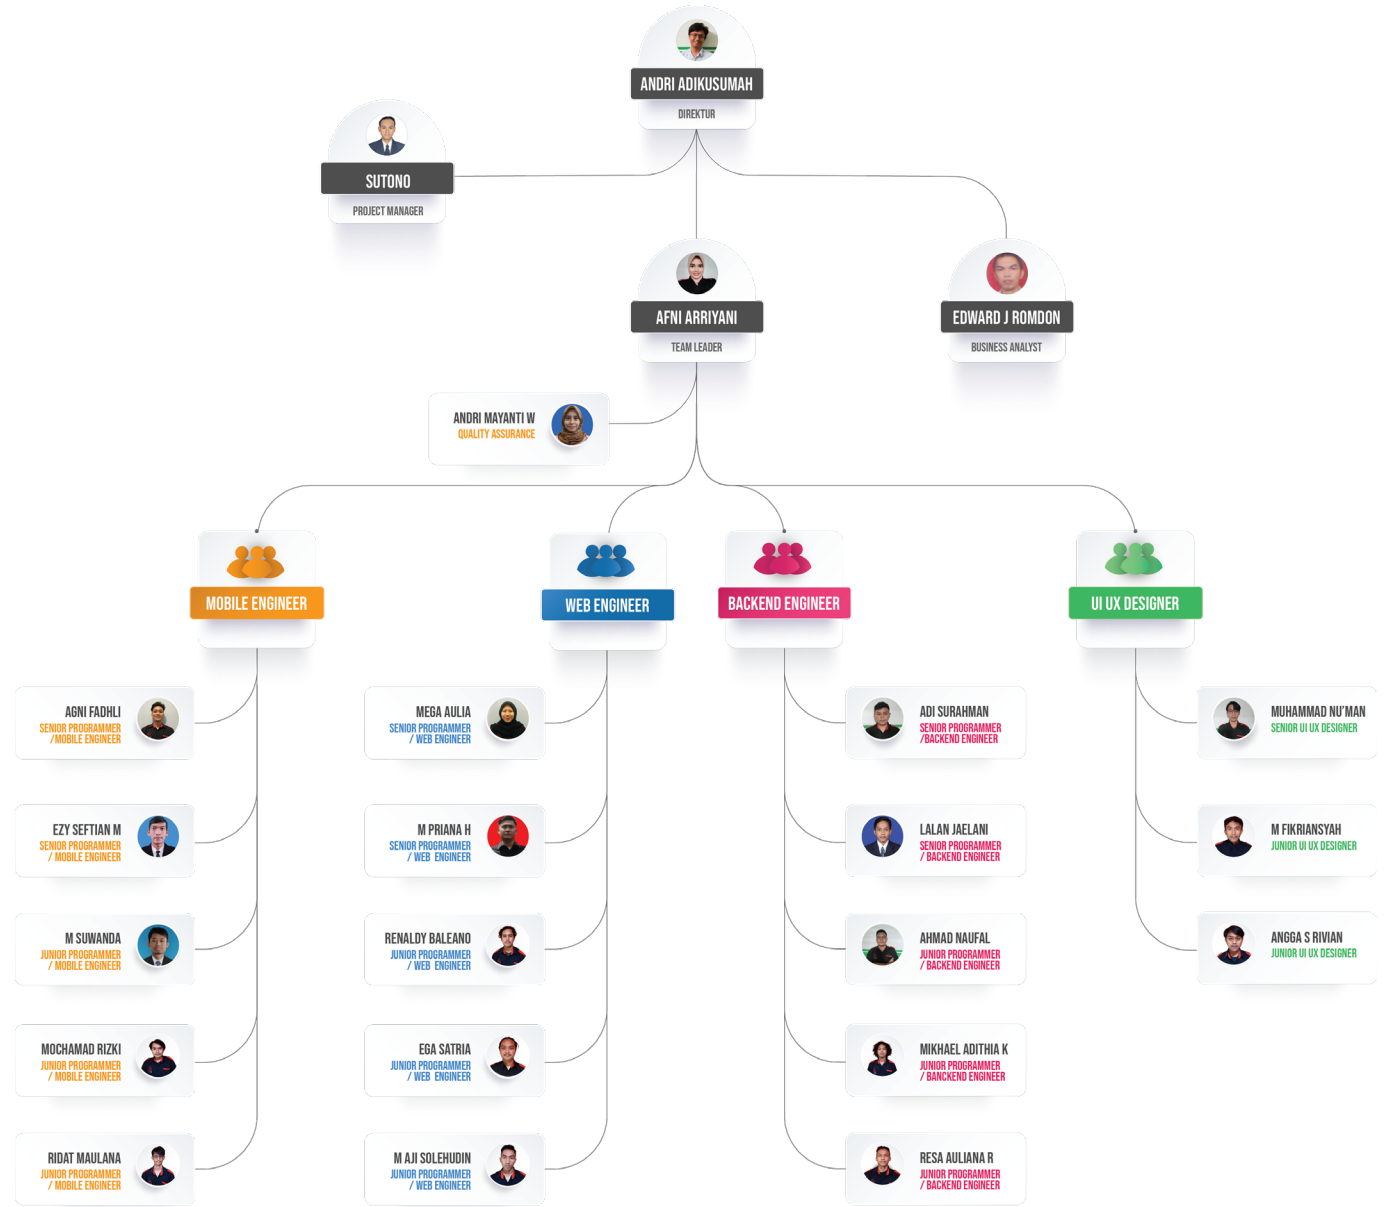 ANDRI ADIKUSUMAH
DIREKTUR
SUTONO
PROJECT MANAGER
AFNI ARRIYANI
TEAM LEADER
EDWARD J ROMDON
BUSINESS ANALYST
ANDRI MAYANTI W
QUALITY ASSURANCE
MOBILE ENGINEER
WEB ENGINEER
BACKEND ENGINEER
UI UX DESIGNER
AGNI FADHLI
SENIOR PROGRAMMER
/MOBILE ENGINEER
EZY SEFTIAN M
SENIOR PROGRAMMER
/ MOBILE ENGINEER
M SUWANDA
JUNIOR PROGRAMMER
/ MOBILE ENGINEER
MOCHAMAD RIZKI
JUNIOR PROGRAMMER
/ MOBILE ENGINEER
RIDAT MAULANA
JUNIOR PROGRAMMER
/ MOBILE ENGINEER
MEGA AULIA
SENIOR PROGRAMMER
/ WEB ENGINEER
M PRIANA H
SENIOR PROGRAMMER
/ WEB ENGINEER
RENALDY BALEANO
JUNIOR PROGRAMMER
/ WEB ENGINEER
EGA SATRIA
JUNIOR PROGRAMMER
/ WEB ENGINEER
M AJI SOLEHUDIN
JUNIOR PROGRAMMER
/ WEB ENGINEER
ADI SURAHMAN
SENIOR PROGRAMMER
/BACKEND ENGINEER
LALAN JAELANI
SENIOR PROGRAMMER
/ BACKEND ENGINEER
AHMAD NAUFAL
JUNIOR PROGRAMMER
/ BACKEND ENGINEER
MIKHAEL ADITHIA K
JUNIOR PROGRAMMER
/ BANCKEND ENGINEER
RESA AULIANA R
JUNIOR PROGRAMMER
/ BACKEND ENGINEER
MUHAMMAD NU'MAN
SENIOR UI UX DESIGNER
M FIKRIANSYAH
JUNIOR UI UX DESIGNER
ANGGA S RIVIAN
JUNIOR UI UX DESIGNER